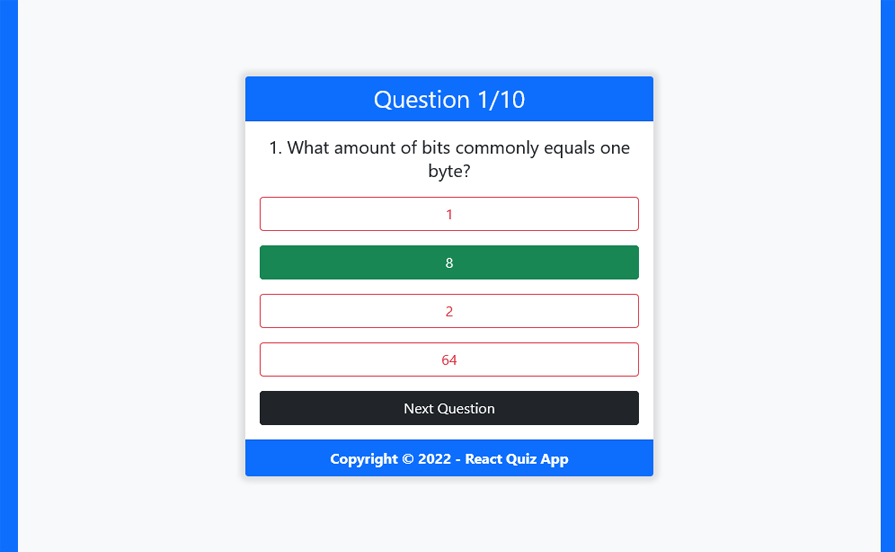 Question 1/10
1. What amount of bits commonly equals one
byte?
1
8
2
64
Next Question
Copyright © 2022 - React Quiz App